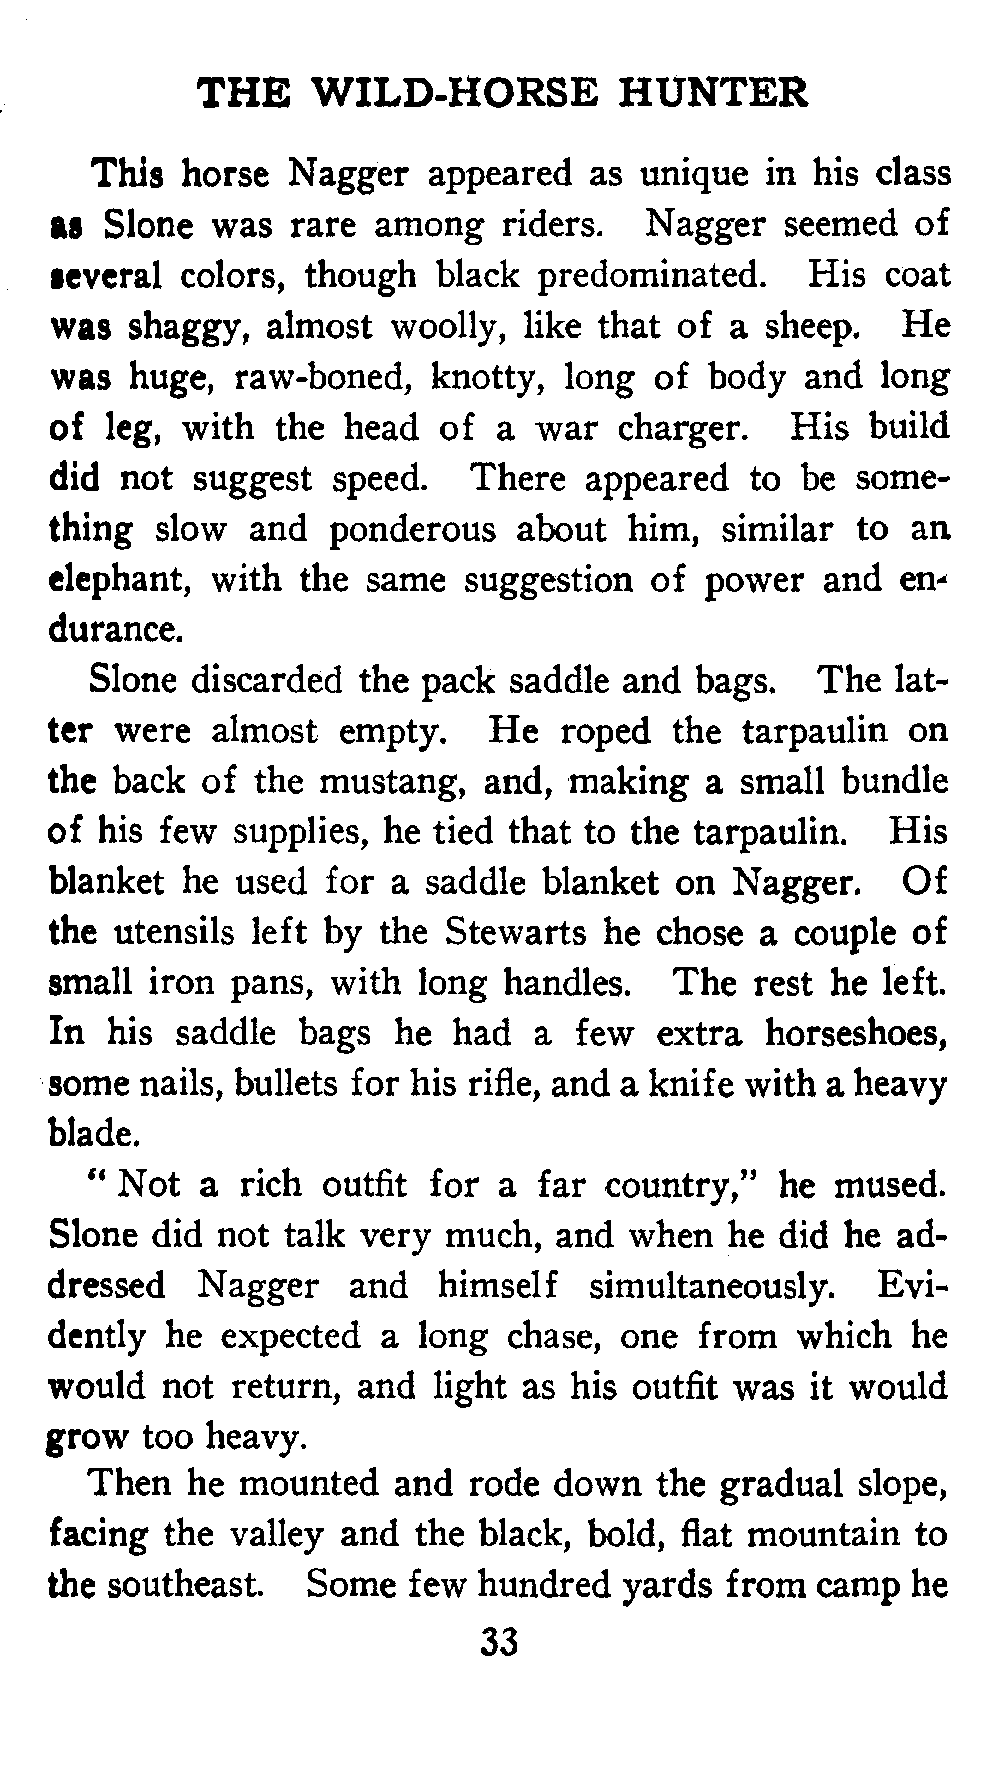 THE WILD-HORSE HUNTER
This horse Nagger appeared as unique in his class
as Slone was rare among riders. Nagger seemed of
several colors, though black predominated. His coat
was shaggy, almost woolly, like that of a sheep. He
was huge, raw-boned, knotty, long of body and long
of leg, with the head of a war charger. His build
did not suggest speed. There appeared to be some-
thing slow and ponderous about him, similar to an
elephant, with the same suggestion of power and en-
durance.
Slone discarded the pack saddle and bags. The lat-
ter were almost empty. He roped the tarpaulin on
the back of the mustang, and, making a small bundle
of his few supplies, he tied that to the tarpaulin. His
blanket he used for a saddle blanket on Nagger. Of
the utensils left by the Stewarts he chose a couple of
small iron pans, with long handles. The rest he left.
In his saddle bags he had a few extra horseshoes,
some nails, bullets for his rifle, and a knife with a heavy
blade.
" Not a rich outfit for a far country," he mused.
Slone did not talk very much, and when he did he ad-
dressed Nagger and himself simultaneously. Evi-
dently he expected a long chase, one from which he
would not return, and light as his outfit was it would
grow too heavy.
Then he mounted and rode down the gradual slope,
facing the valley and the black, bold, flat mountain to
the southeast. Some few hundred yards from camp he
33